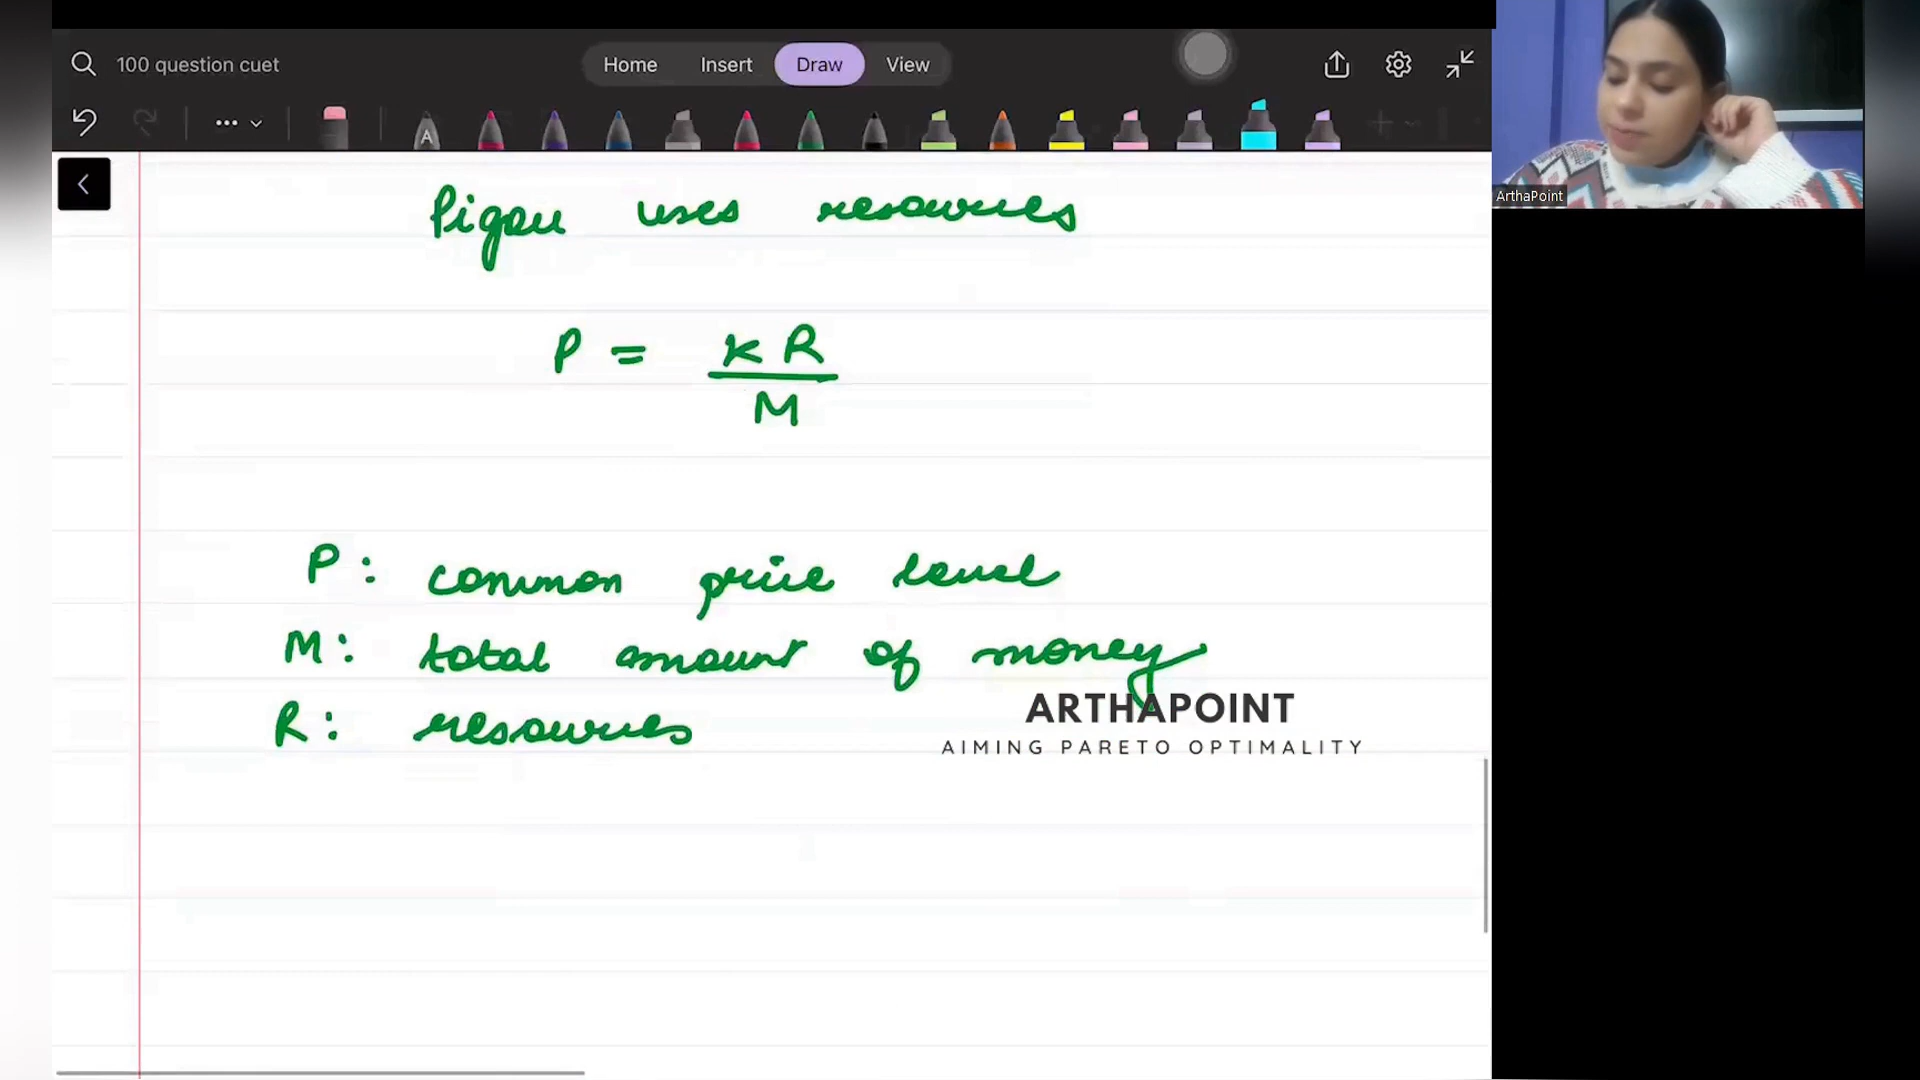 100 question cuet
Home Insert Draw View
A
ArthaPoint
Pigou uses resources
P = K R
M
P: common price level
M: total amount of money
R: resources
ARTHAPOINT
AIMING PARETO OPTIMALITY